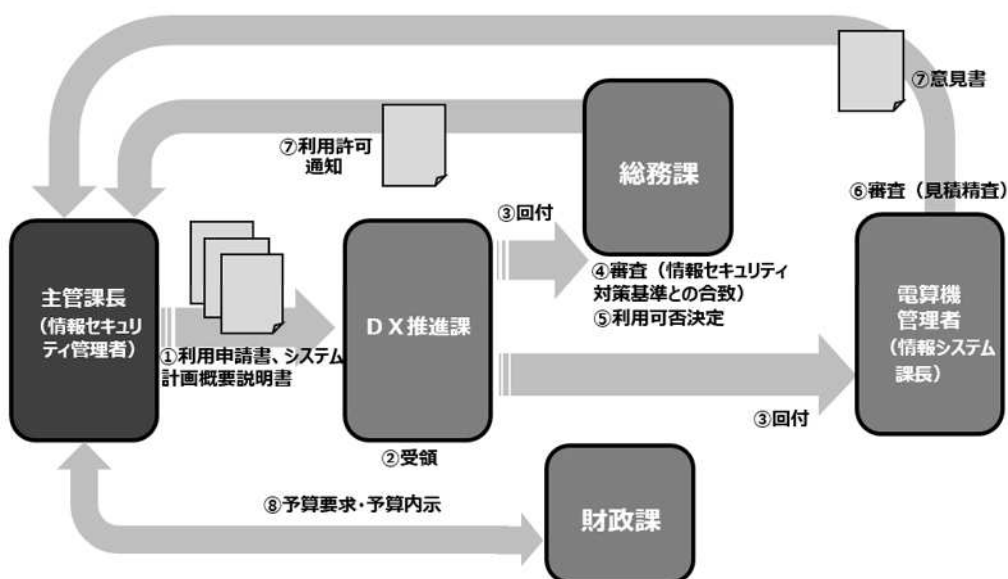 ⑦意見書
⑦利用許可
通知
総務課
⑥審査（見積精査）
③回付
主管課長
（情報セキュリ
ティ管理者）
①利用申請書、システム
計画概要説明書
DX推進課
④審査（情報セキュリティ
対策基準との合致）
⑤利用可否決定
電算機
管理者
（情報システム
課長）
③回付
②受領
⑧予算要求・予算内示
財政課